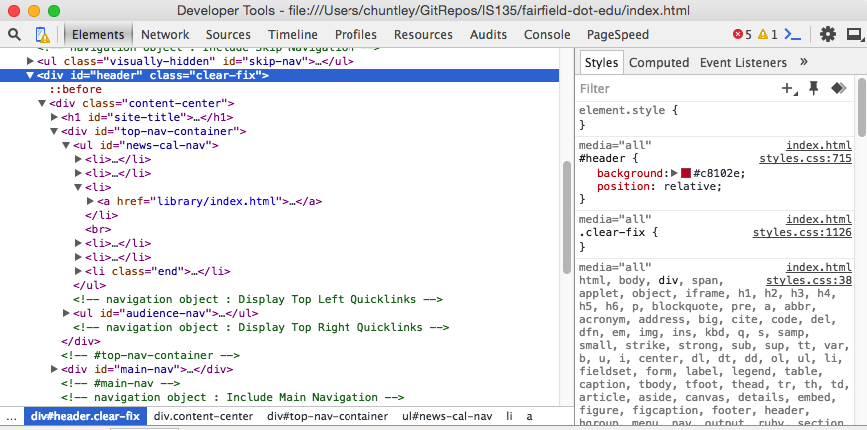 Developer Tools - file:///Users/chuntley/GitRepos/IS135/fairfield-dot-edu/index.html
Elements Network Sources Timeline Profiles Resources Audits Console PageSpeed 5 1
<!-- navigation object : Include Skip Navigation -->
<ul class="visually-hidden" id="skip-nav">…</ul>
<div id="header" class="clear-fix">
::before
<div class="content-center">
<h1 id="site-title">…</h1>
<div id="top-nav-container">
<ul id="news-cal-nav">
<li>…</li>
<li>…</li>
<li>
<a href="library/index.html">…</a>
</li>
<br>
<li>…</li>
<li>…</li>
<li class="end">…</li>
</ul>
<!-- navigation object : Display Top Left Quicklinks -->
<ul id="audience-nav">…</ul>
<!-- navigation object : Display Top Right Quicklinks -->
</div>
<!-- #top-nav-container -->
<div id="main-nav">…</div>
<!-- #main-nav -->
<!-- navigation object : Include Main Navigation -->
... div#header.clear-fix div.content-center div#top-nav-container ul#news-cal-nav li a
Styles Computed Event Listeners »
Filter
element.style {
}
media="all" index.html
#header { styles.css:715
background: #c8102e;
position: relative;
}
media="all" index.html
.clear-fix { styles.css:1126
}
media="all" index.html
html, body, div, span, styles.css:38
applet, object, iframe, h1, h2, h3, h4,
h5, h6, p, blockquote, pre, a, abbr,
acronym, address, big, cite, code, del,
dfn, em, img, ins, kbd, q, s, samp,
small, strike, strong, sub, sup, tt, var,
b, u, i, center, dl, dt, dd, ol, ul, li,
fieldset, form, label, legend, table,
caption, tbody, tfoot, thead, tr, th, td,
article, aside, canvas, details, embed,
figure, figcaption, footer, header,
hgroup, menu, nav, output, ruby, section